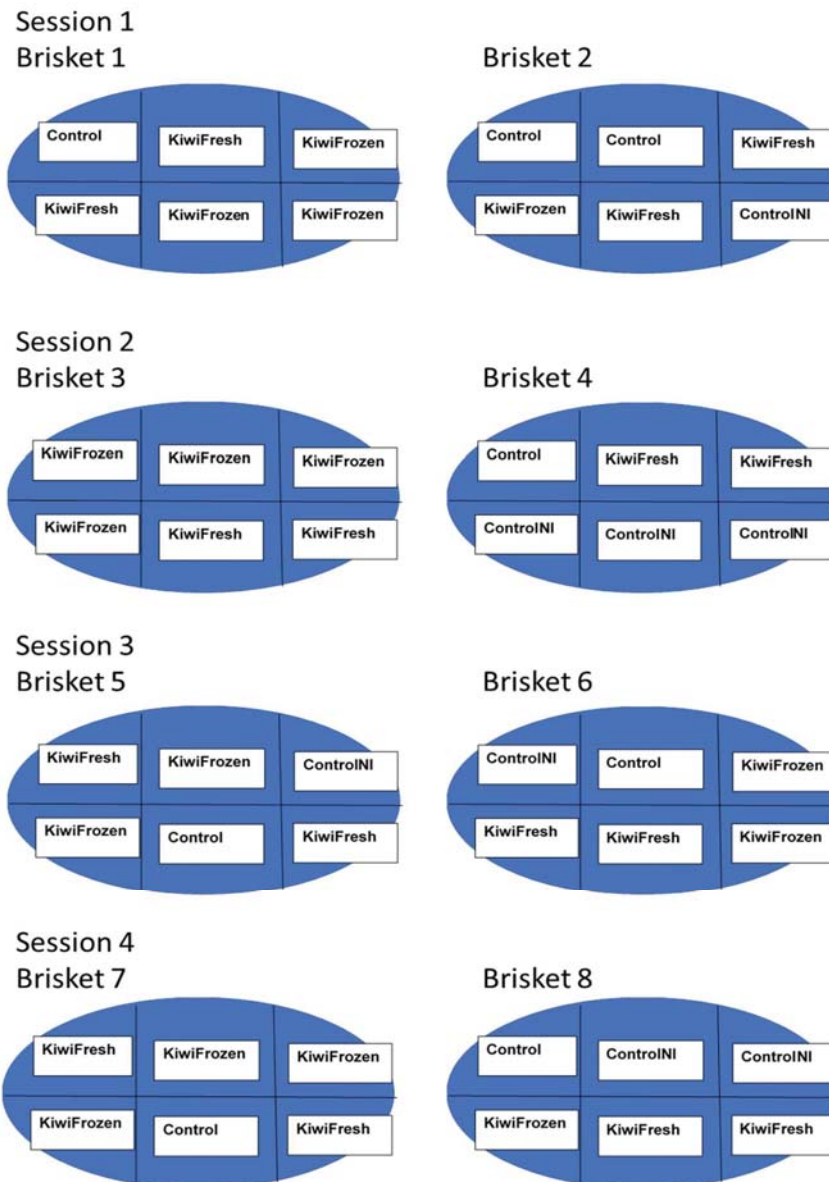 Session 1
Brisket 1 Brisket 2
Control KiwiFresh KiwiFrozen Control Control KiwiFresh
KiwiFresh KiwiFrozen KiwiFrozen KiwiFrozen KiwiFresh ControlNI
Session 2
Brisket 3 Brisket 4
KiwiFrozen KiwiFrozen KiwiFrozen Control KiwiFresh KiwiFresh
KiwiFrozen KiwiFresh KiwiFresh ControlNI ControlNI ControlNI
Session 3
Brisket 5 Brisket 6
KiwiFresh KiwiFrozen ControlNI ControlNI Control KiwiFrozen
KiwiFrozen Control KiwiFresh KiwiFresh KiwiFresh KiwiFrozen
Session 4
Brisket 7 Brisket 8
KiwiFresh KiwiFrozen KiwiFrozen Control ControlNI ControlNI
KiwiFrozen Control KiwiFresh KiwiFrozen KiwiFresh KiwiFresh